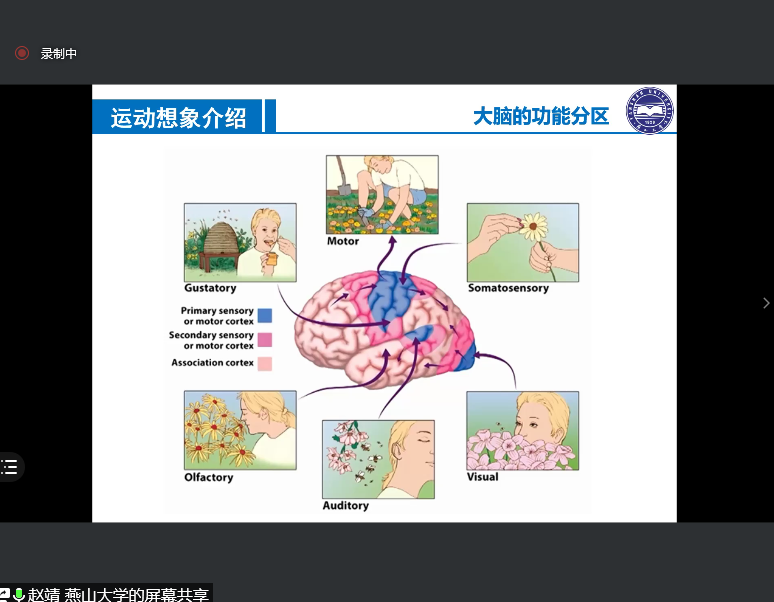 录制中
运动想象介绍
大脑的功能分区
Motor
Gustatory
Somatosensory
Primary sensory
or motor cortex
Secondary sensory
or motor cortex
Association cortex
Olfactory
Auditory
Visual
赵婧 燕山大学的屏幕共享